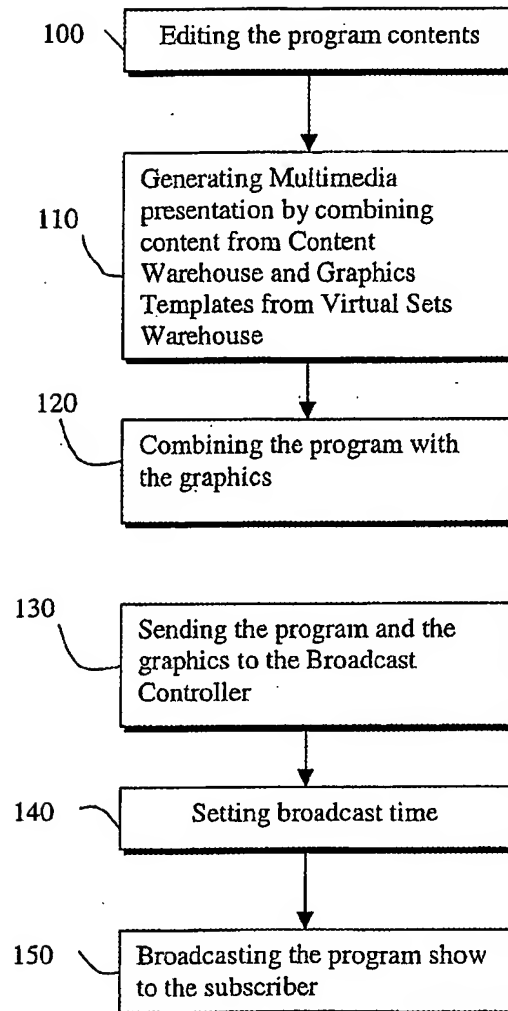 100
Editing the program contents
110
Generating Multimedia
presentation by combining
content from Content
Warehouse and Graphics
Templates from Virtual Sets
Warehouse
120
Combining the program with
the graphics
130
Sending the program and the
graphics to the Broadcast
Controller
140
Setting broadcast time
150
Broadcasting the program show
to the subscriber